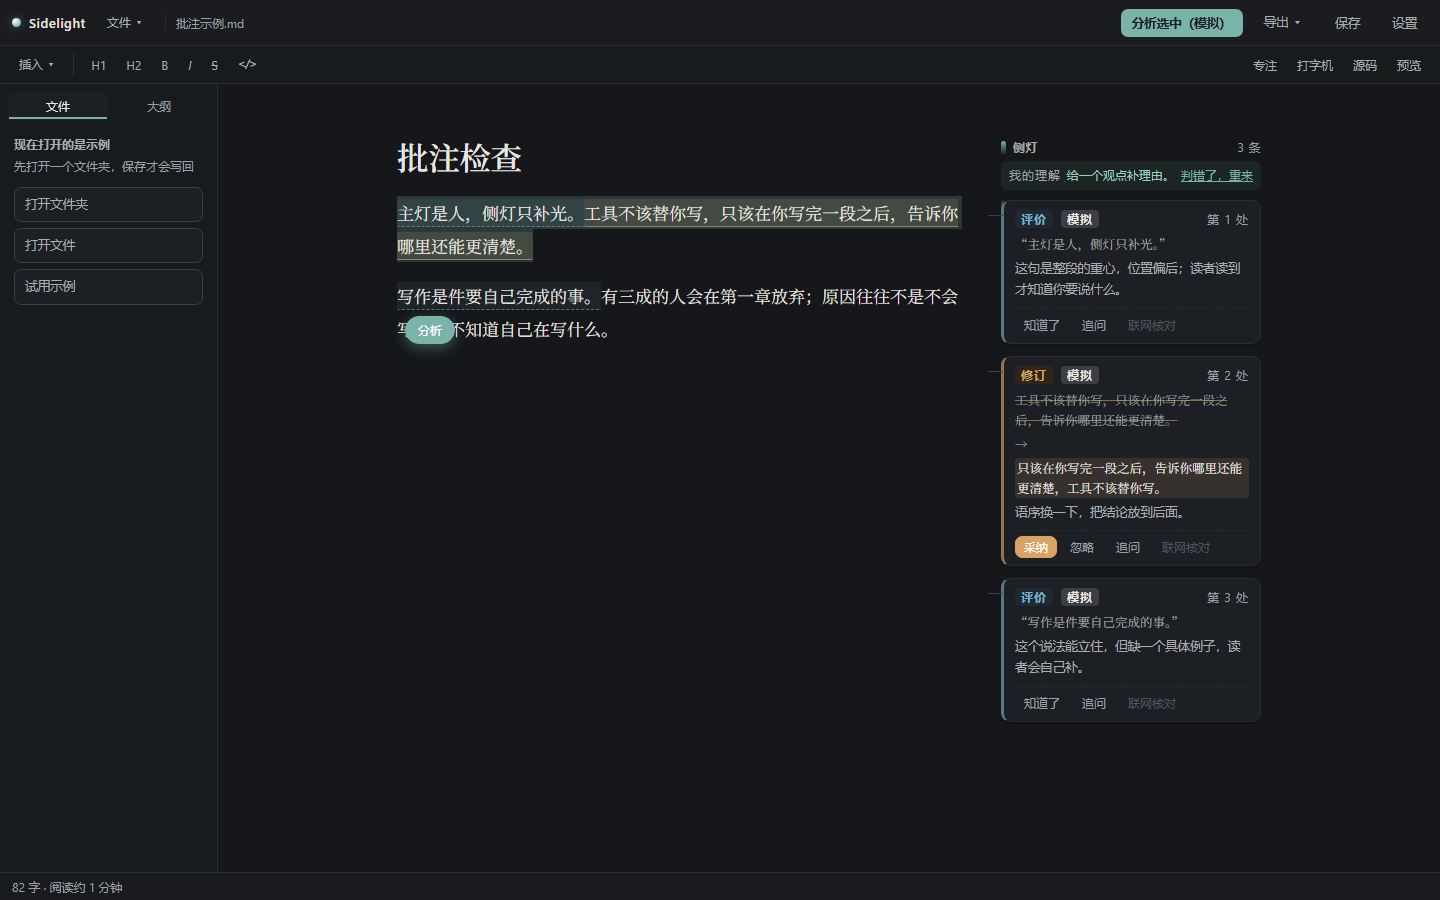 Sidelight
文件
批注示例.md
分析选中（模拟）
导出
保存
设置
插入
H1
H2
B
I
S
</>
专注
打字机
源码
预览
文件
大纲
现在打开的是示例
先打开一个文件夹，保存才会写回
打开文件夹
打开文件
试用示例
批注检查
主灯是人，侧灯只补光。工具不该替你写，只该在你写完一段之后，告诉你
哪里还能更清楚。
写作是件要自己完成的事。有三成的人会在第一章放弃；原因往往不是不会
不知道自己在写什么。
分析
侧灯
3 条
我的理解 给一个观点补理由。 判错了，重来
评价 模拟 第 1 处
“主灯是人，侧灯只补光。”
这句是整段的重心，位置偏后；读者读到
才知道你要说什么。
知道了 追问 联网核对
修订 模拟 第 2 处
工具不该替你写，只该在你写完一段之
后，告诉你哪里还能更清楚。
→
只该在你写完一段之后，告诉你哪里还能
更清楚，工具不该替你写。
语序换一下，把结论放到后面。
采纳 忽略 追问 联网核对
评价 模拟 第 3 处
“写作是件要自己完成的事。”
这个说法能立住，但缺一个具体例子，读
者会自己补。
知道了 追问 联网核对
82 字 · 阅读约 1 分钟